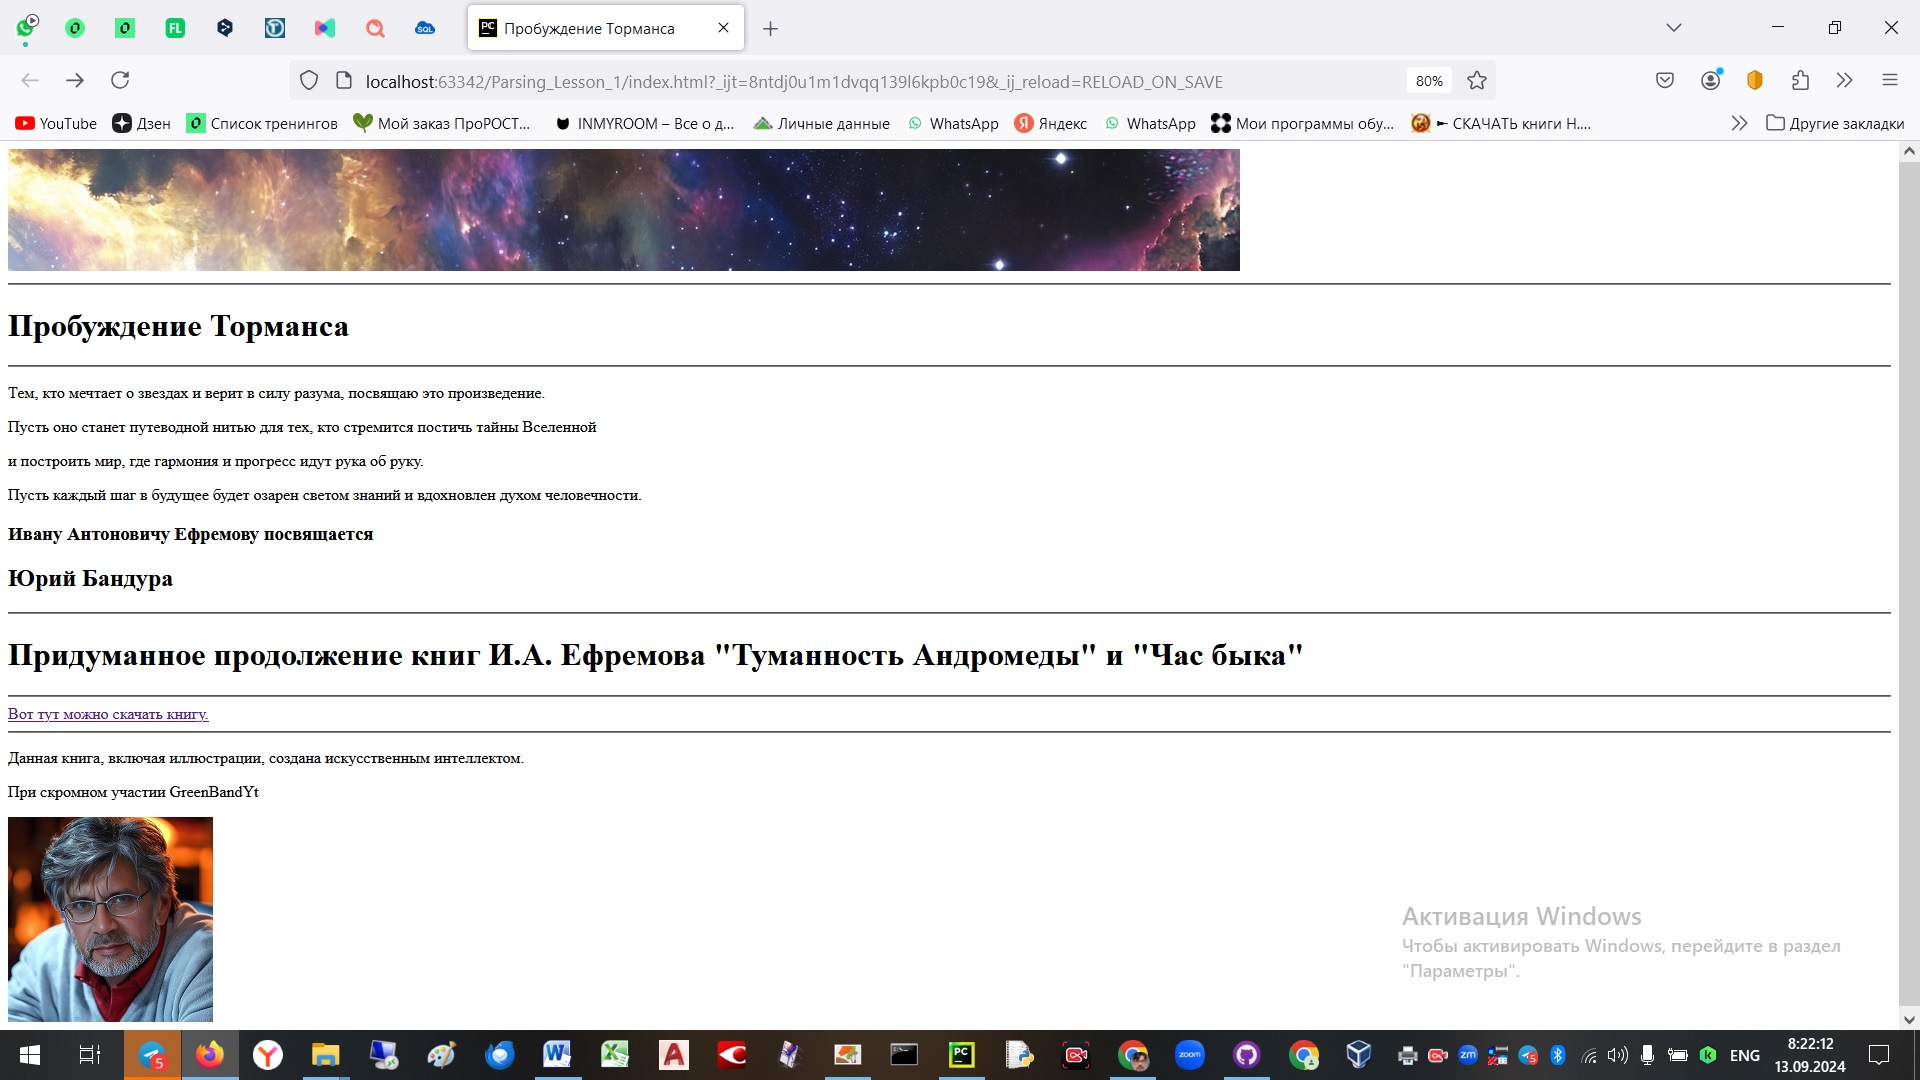 Пробуждение Торманса
localhost:63342/Parsing_Lesson_1/index.html?_ijt=8ntdj0u1m1dvqq139l6kpb0c19&_ij_reload=RELOAD_ON_SAVE
80%
YouTube
Дзен
Список тренингов
Мой заказ ПроРОСТ...
INMYROOM – Все о д...
Личные данные
WhatsApp
Яндекс
WhatsApp
Мои программы обу...
► СКАЧАТЬ книги Н....
Другие закладки
Пробуждение Торманса
Тем, кто мечтает о звездах и верит в силу разума, посвящаю это произведение.
Пусть оно станет путеводной нитью для тех, кто стремится постичь тайны Вселенной
и построить мир, где гармония и прогресс идут рука об руку.
Пусть каждый шаг в будущее будет озарен светом знаний и вдохновлен духом человечности.
Ивану Антоновичу Ефремову посвящается
Юрий Бандура
Придуманное продолжение книг И.А. Ефремова "Туманность Андромеды" и "Час быка"
Вот тут можно скачать книгу.
Данная книга, включая иллюстрации, создана искусственным интеллектом.
При скромном участии GreenBandYt
Активация Windows
Чтобы активировать Windows, перейдите в раздел
"Параметры".
ENG
8:22:12
13.09.2024